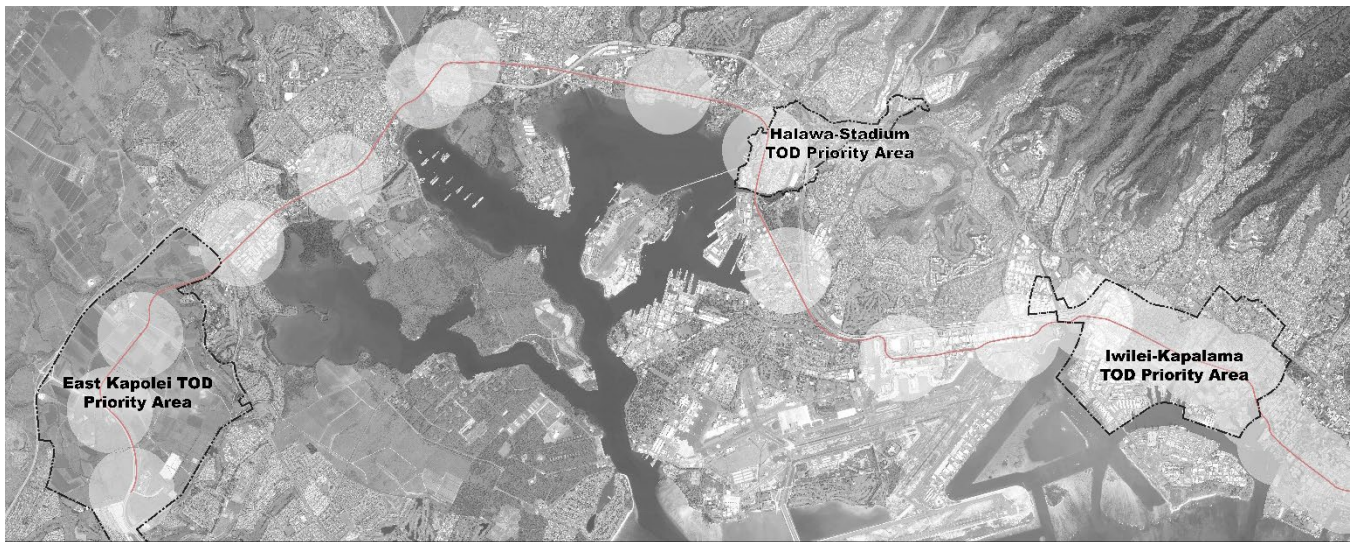 Halawa-Stadium
TOD Priority Area
East Kapolei TOD
Priority Area
Iwilei-Kapalama
TOD Priority Area